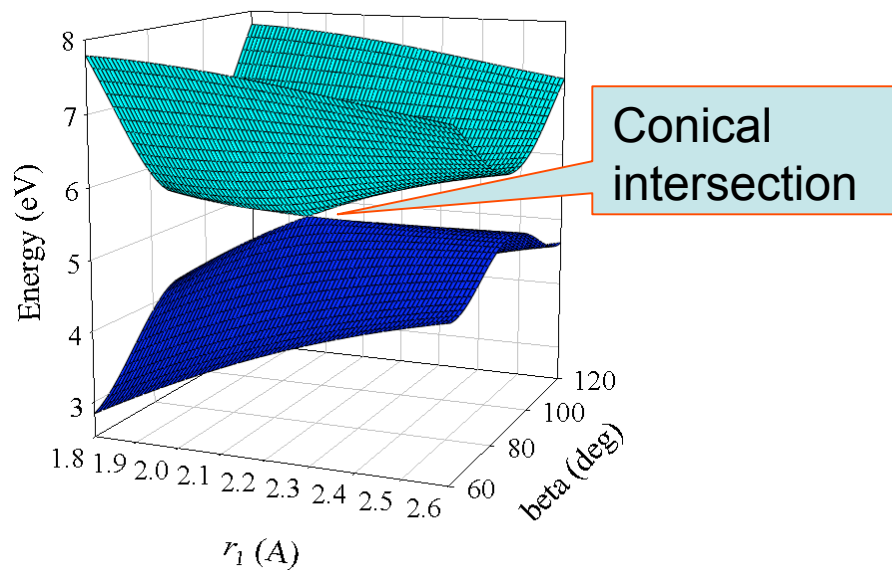 8
7
6
5
4
3
Energy (eV)
Conical
intersection
1.8 1.9 2.0 2.1 2.2 2.3 2.4 2.5 2.6
r₁ (A)
60
80
100
120
beta (deg)